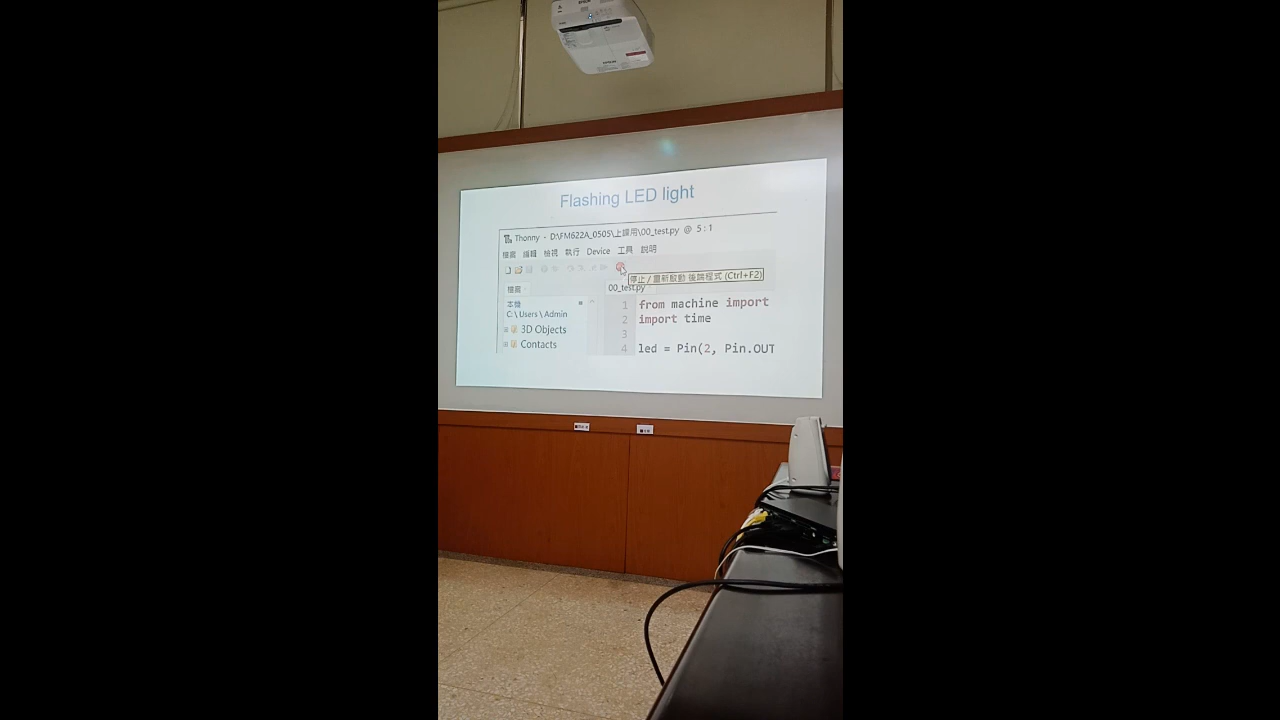 EPSON
Flashing LED light
Thonny - D:\FM622A_0505\上課用\00_test.py @ 5 : 1
檔案 編輯 檢視 執行 Device 工具 說明
停止 / 重新啟動 後端程式 (Ctrl+F2)
檔案
00_test.py
本機
C: \ Users \ Admin
3D Objects
Contacts
1 from machine import
2 import time
3
4 led = Pin(2, Pin.OUT